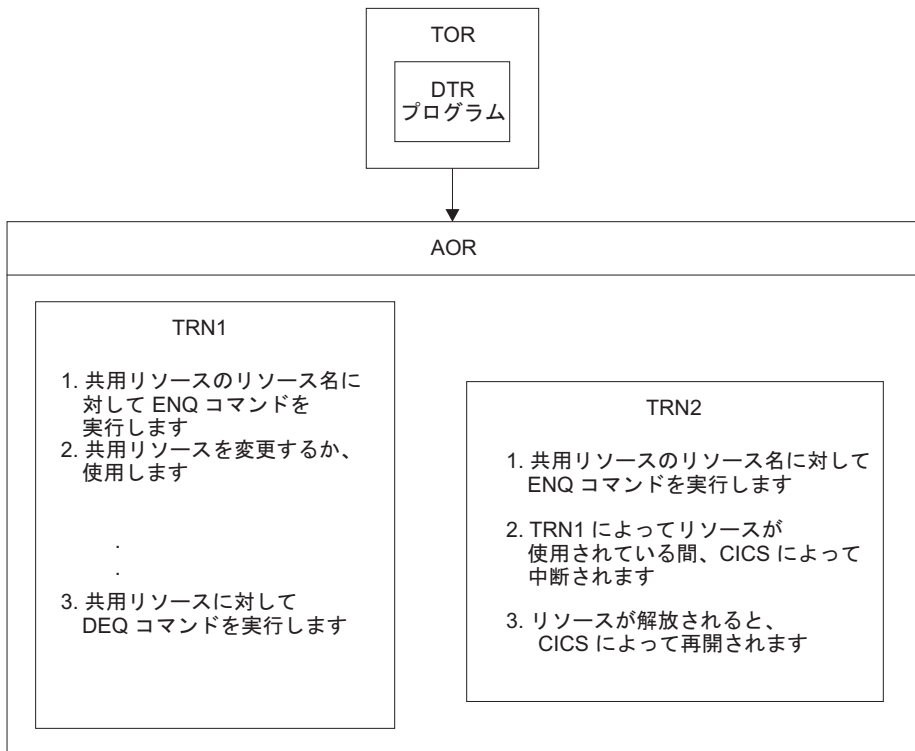 TOR
DTR
プログラム
AOR
TRN1
1. 共用リソースのリソース名に
対して ENQ コマンドを
実行します
2. 共用リソースを変更するか、
使用します
.
.
3. 共用リソースに対して
DEQ コマンドを実行します
TRN2
1. 共用リソースのリソース名に対して
ENQ コマンドを実行します
2. TRN1 によってリソースが
使用されている間、CICS によって
中断されます
3. リソースが解放されると、
CICS によって再開されます